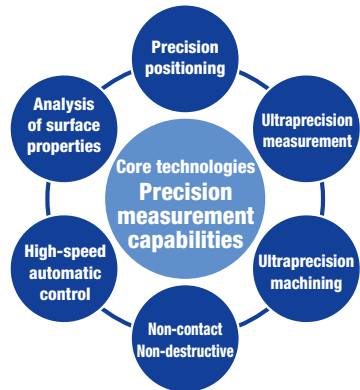 Precision
positioning
Analysis
of surface
properties
Ultraprecision
measurement
Core technologies
Precision
measurement
capabilities
High-speed
automatic
control
Ultraprecision
machining
Non-contact
Non-destructive